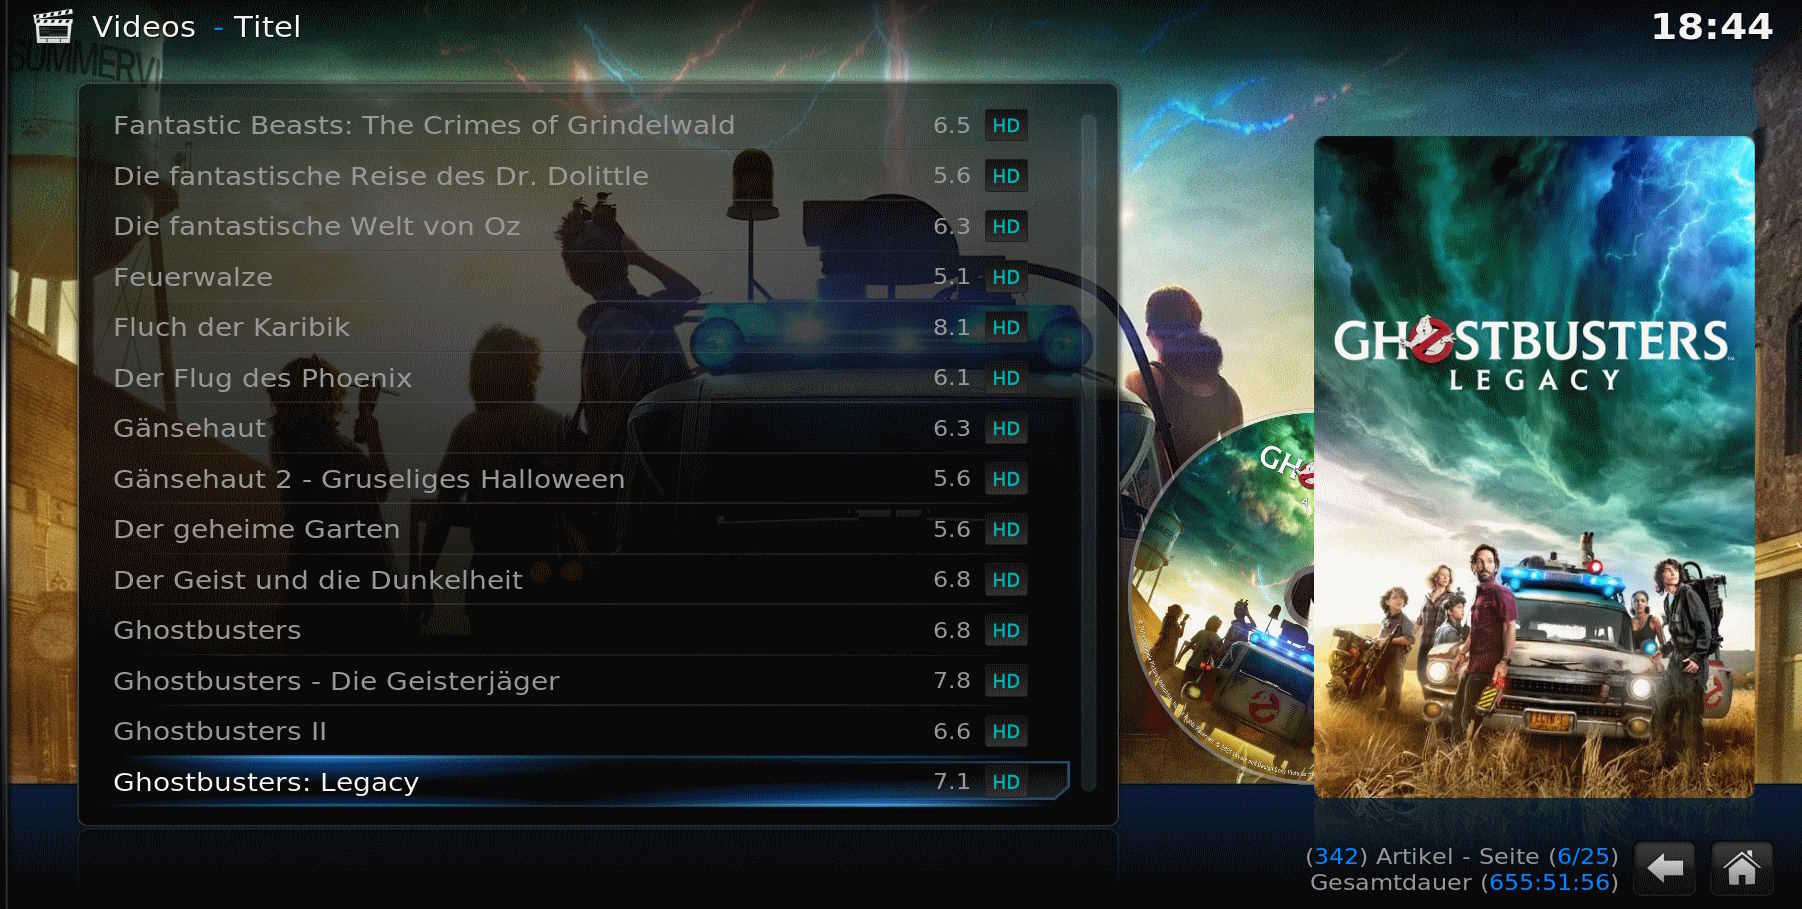 Videos - Titel
18:44
SUMMERVI
Fantastic Beasts: The Crimes of Grindelwald 6.5 HD
Die fantastische Reise des Dr. Dolittle 5.6 HD
Die fantastische Welt von Oz 6.3 HD
Feuerwalze 5.1 HD
Fluch der Karibik 8.1 HD
Der Flug des Phoenix 6.1 HD
Gänsehaut 6.3 HD
Gänsehaut 2 - Gruseliges Halloween 5.6 HD
Der geheime Garten 5.6 HD
Der Geist und die Dunkelheit 6.8 HD
Ghostbusters 6.8 HD
Ghostbusters - Die Geisterjäger 7.8 HD
Ghostbusters II 6.6 HD
Ghostbusters: Legacy 7.1 HD
GH
GHOSTBUSTERS
LEGACY
(342) Artikel - Seite (6/25)
Gesamtdauer (655:51:56)